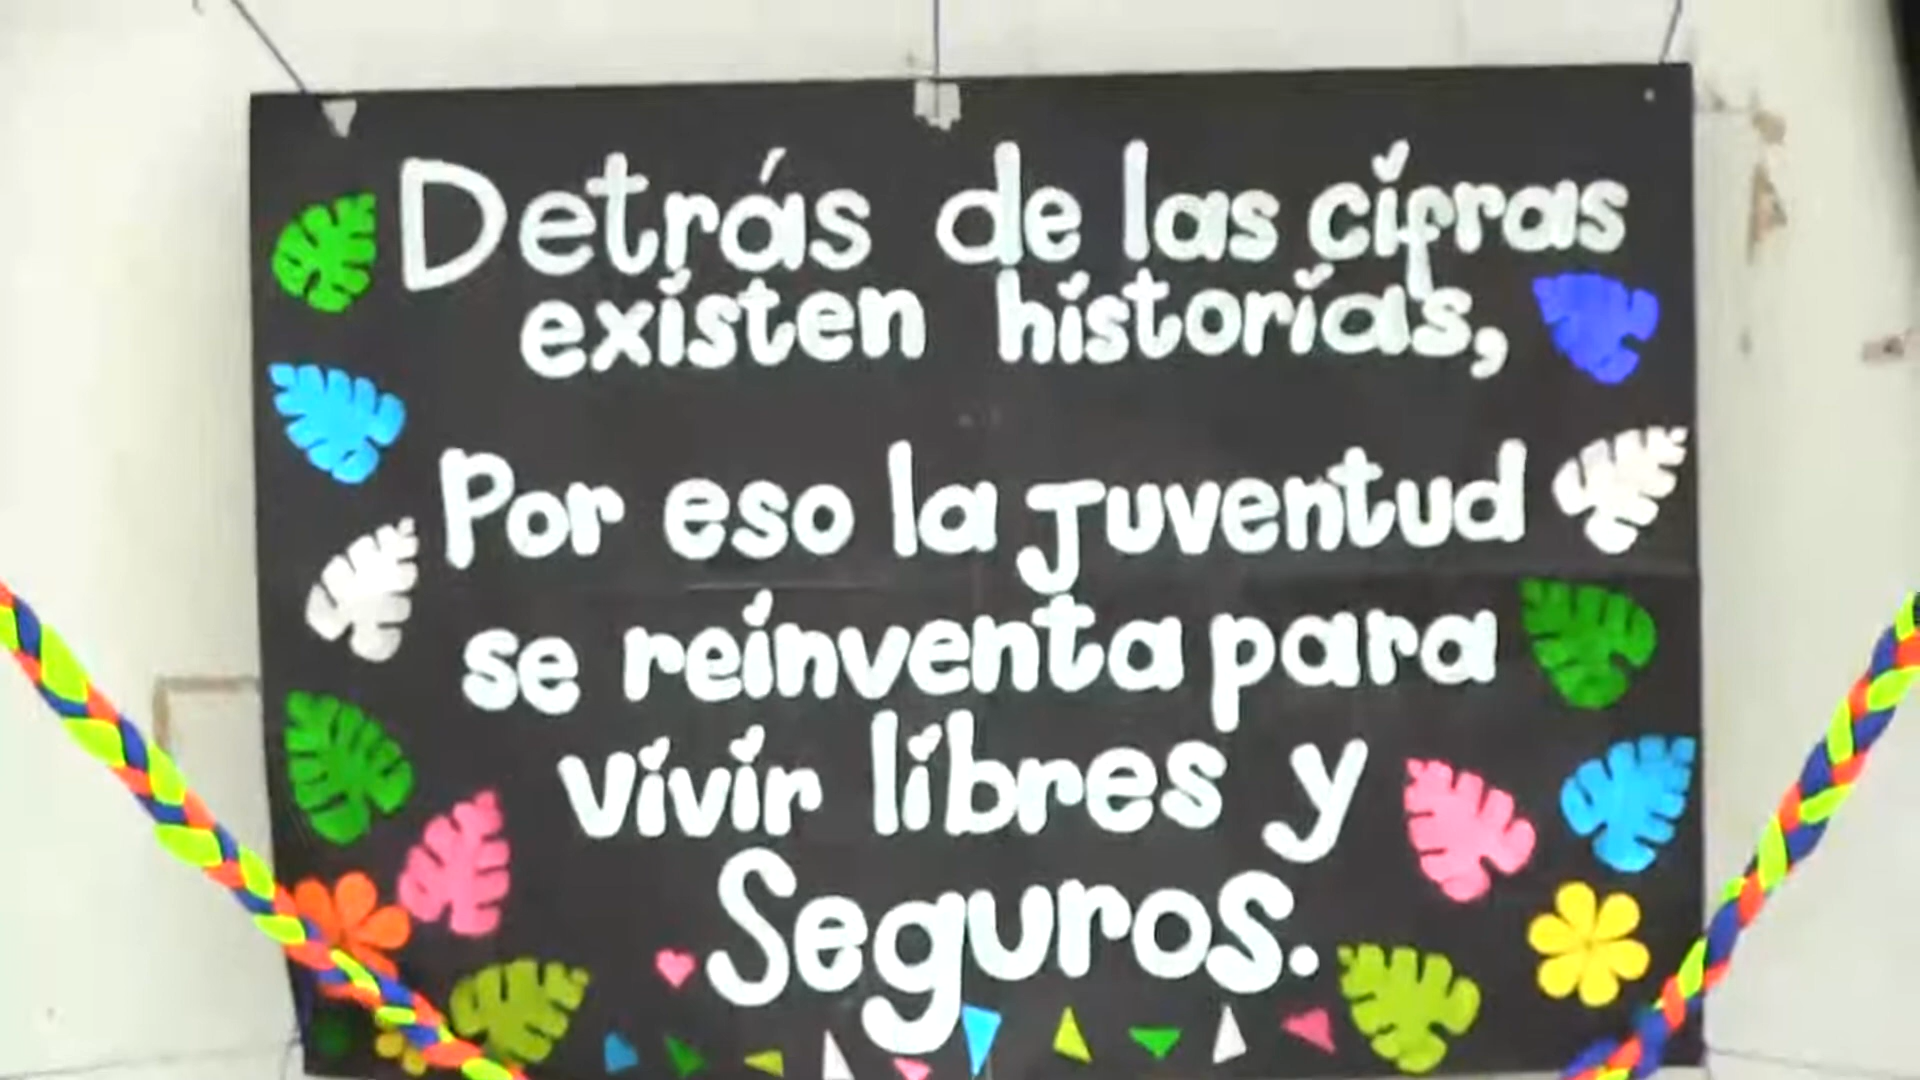 Detrás de las cifras
existen historias,
Por eso la Juventud
se reinventa para
Vivir libres y
Seguros.